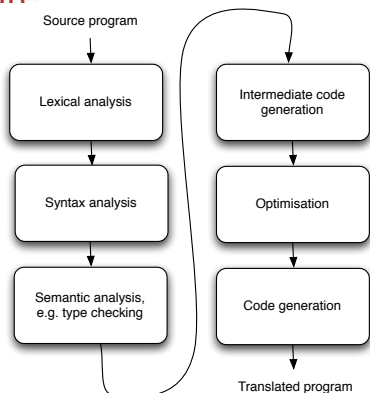 Source program
Lexical analysis
Syntax analysis
Semantic analysis,
e.g. type checking
Intermediate code
generation
Optimisation
Code generation
Translated program